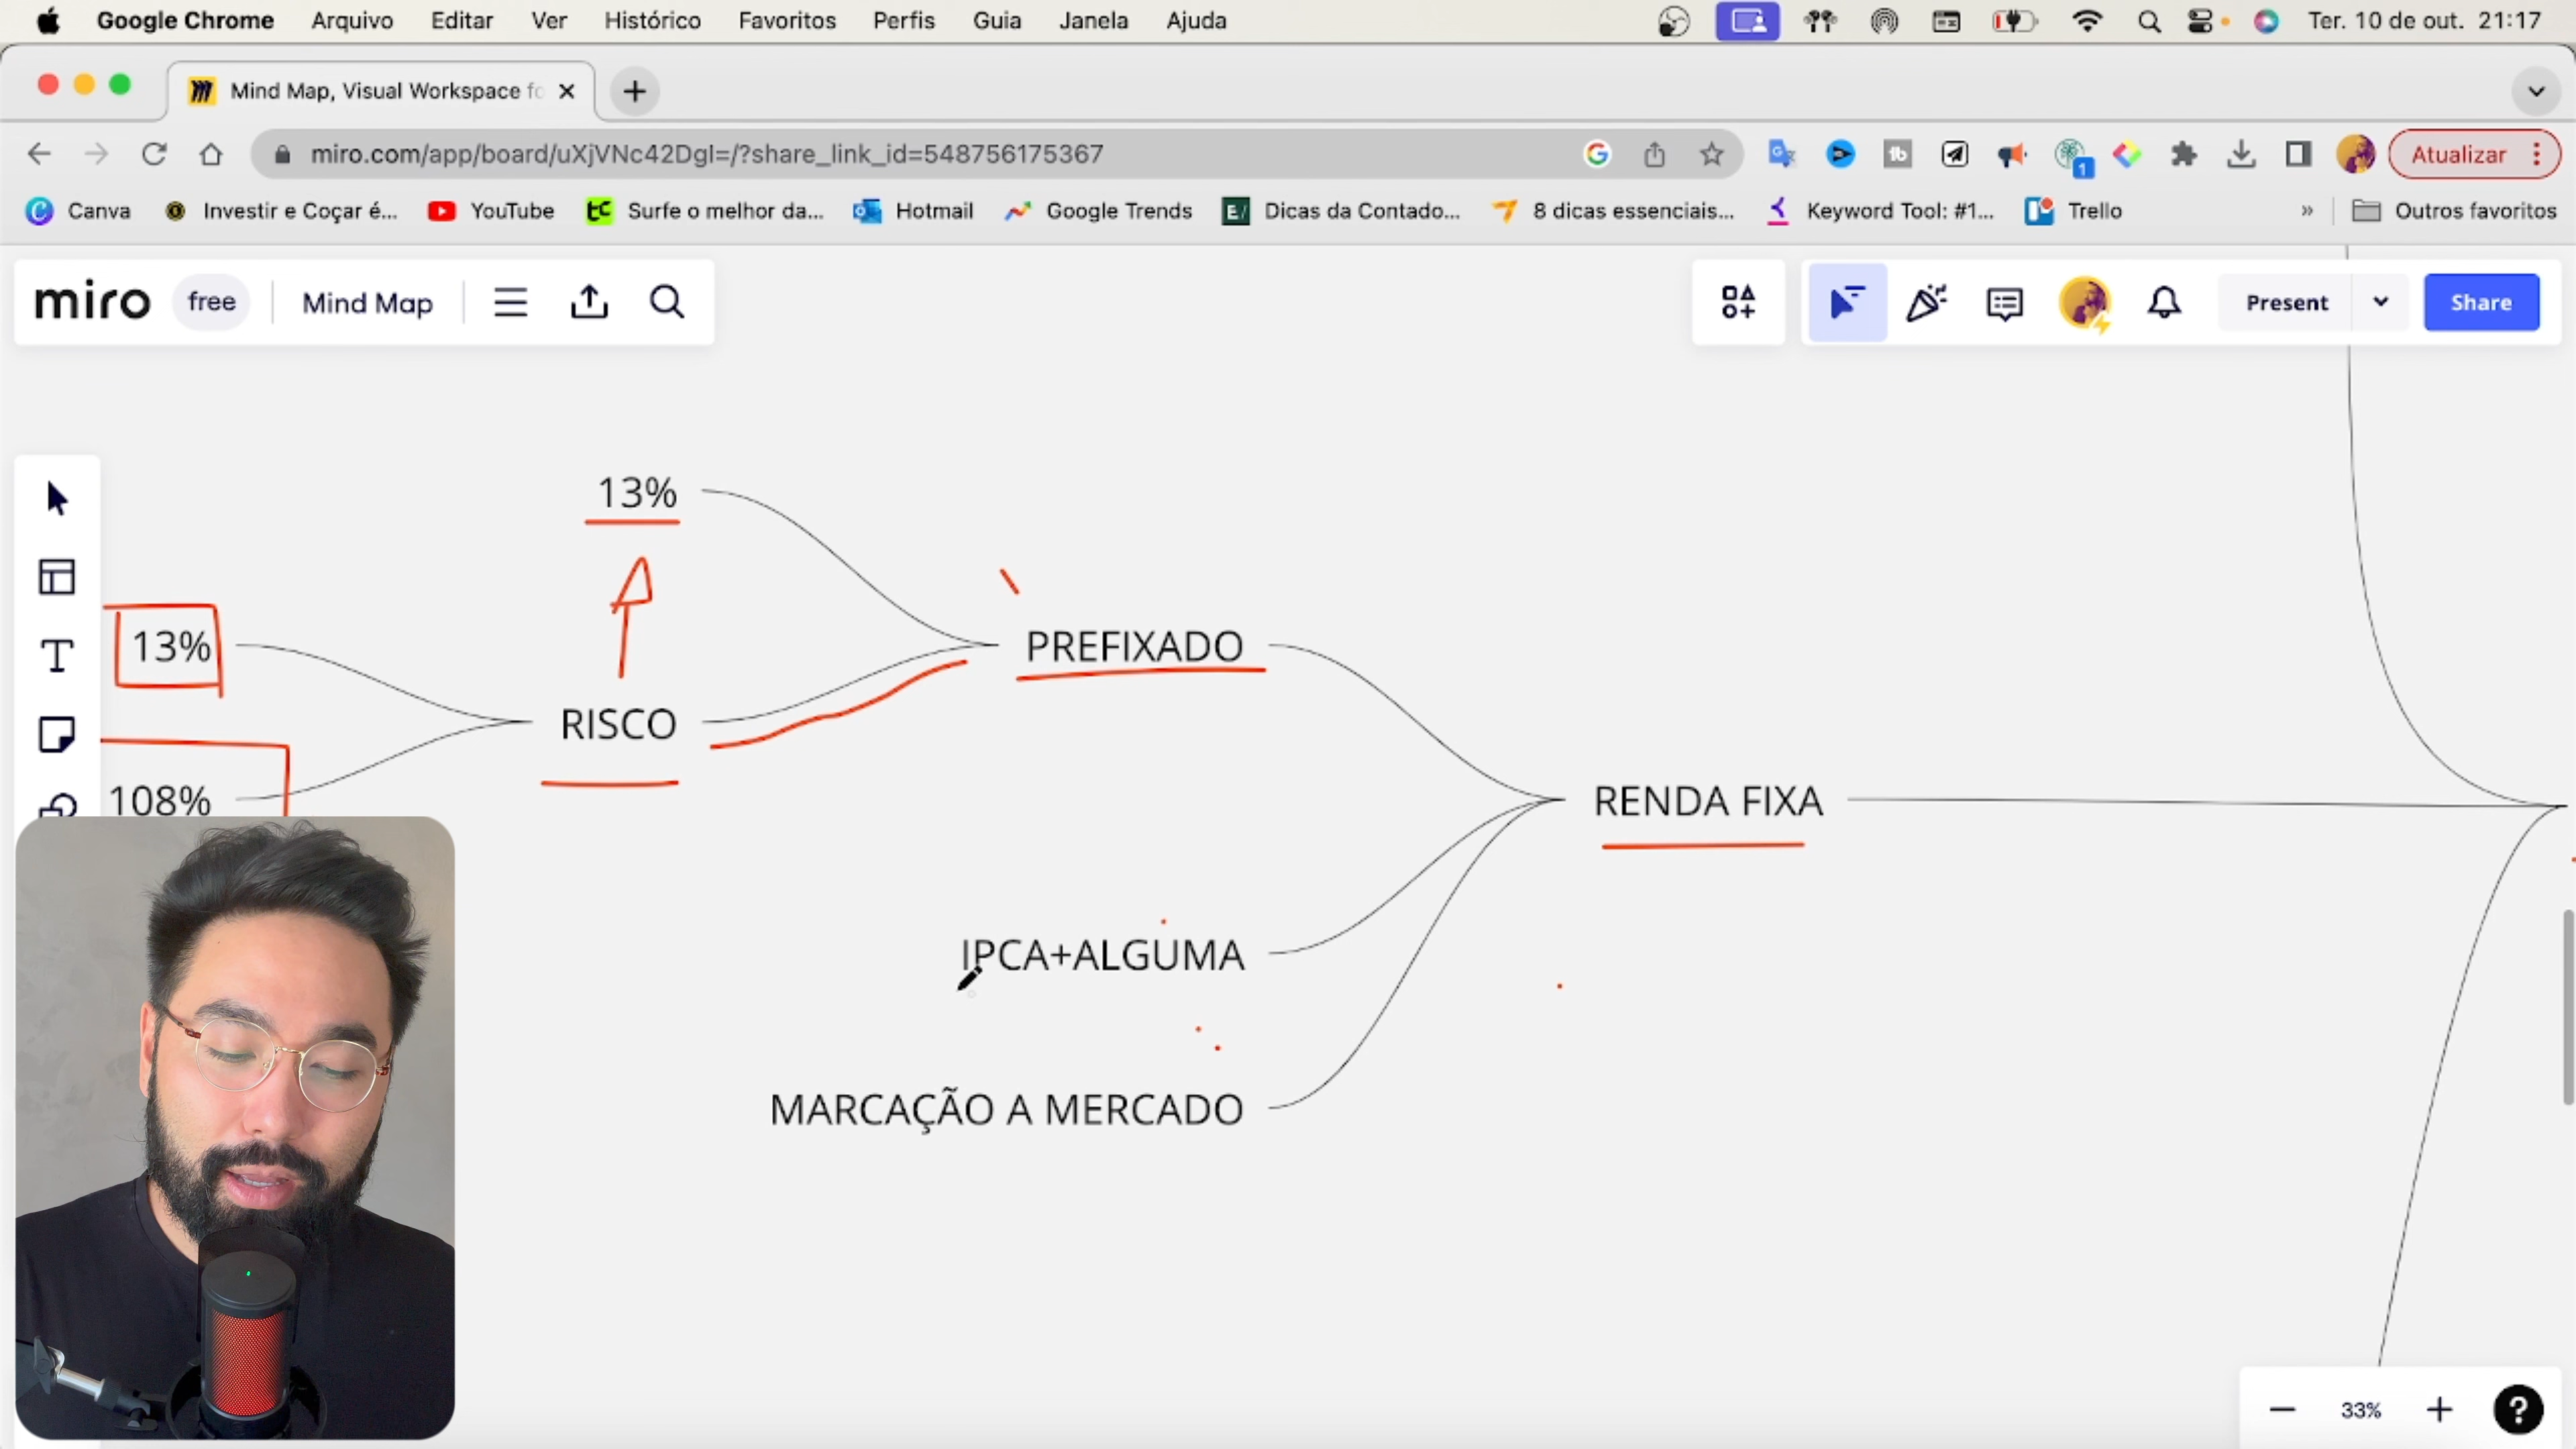 Google Chrome Arquivo Editar Ver Histórico Favoritos Perfis Guia Janela Ajuda Ter. 10 de out. 21:17
Mind Map, Visual Workspace fo
miro.com/app/board/uXjVNc42DgI=/?share_link_id=548756175367 Atualizar
Canva Investir e Coçar é... YouTube Surfe o melhor da... Hotmail Google Trends Dicas da Contado... 8 dicas essenciais... Keyword Tool: #1... Trello » Outros favoritos
miro free Mind Map Present Share
13%
13% PREFIXADO
RISCO
108% RENDA FIXA
IPCA+ALGUMA
MARCAÇÃO A MERCADO
33%